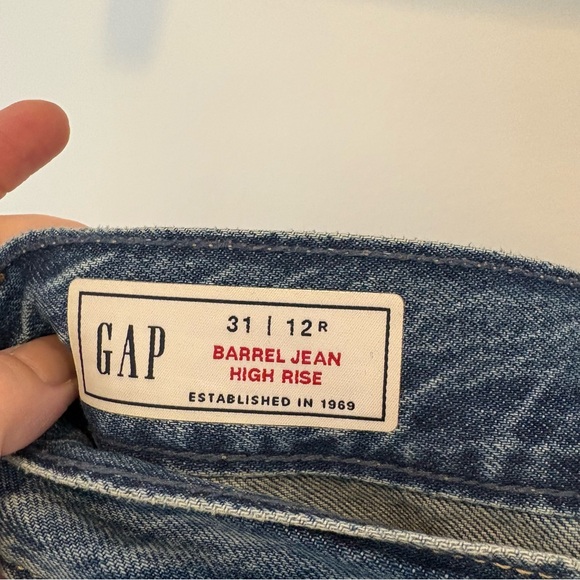 GAP
31 | 12R
BARREL JEAN
HIGH RISE
ESTABLISHED IN 1969